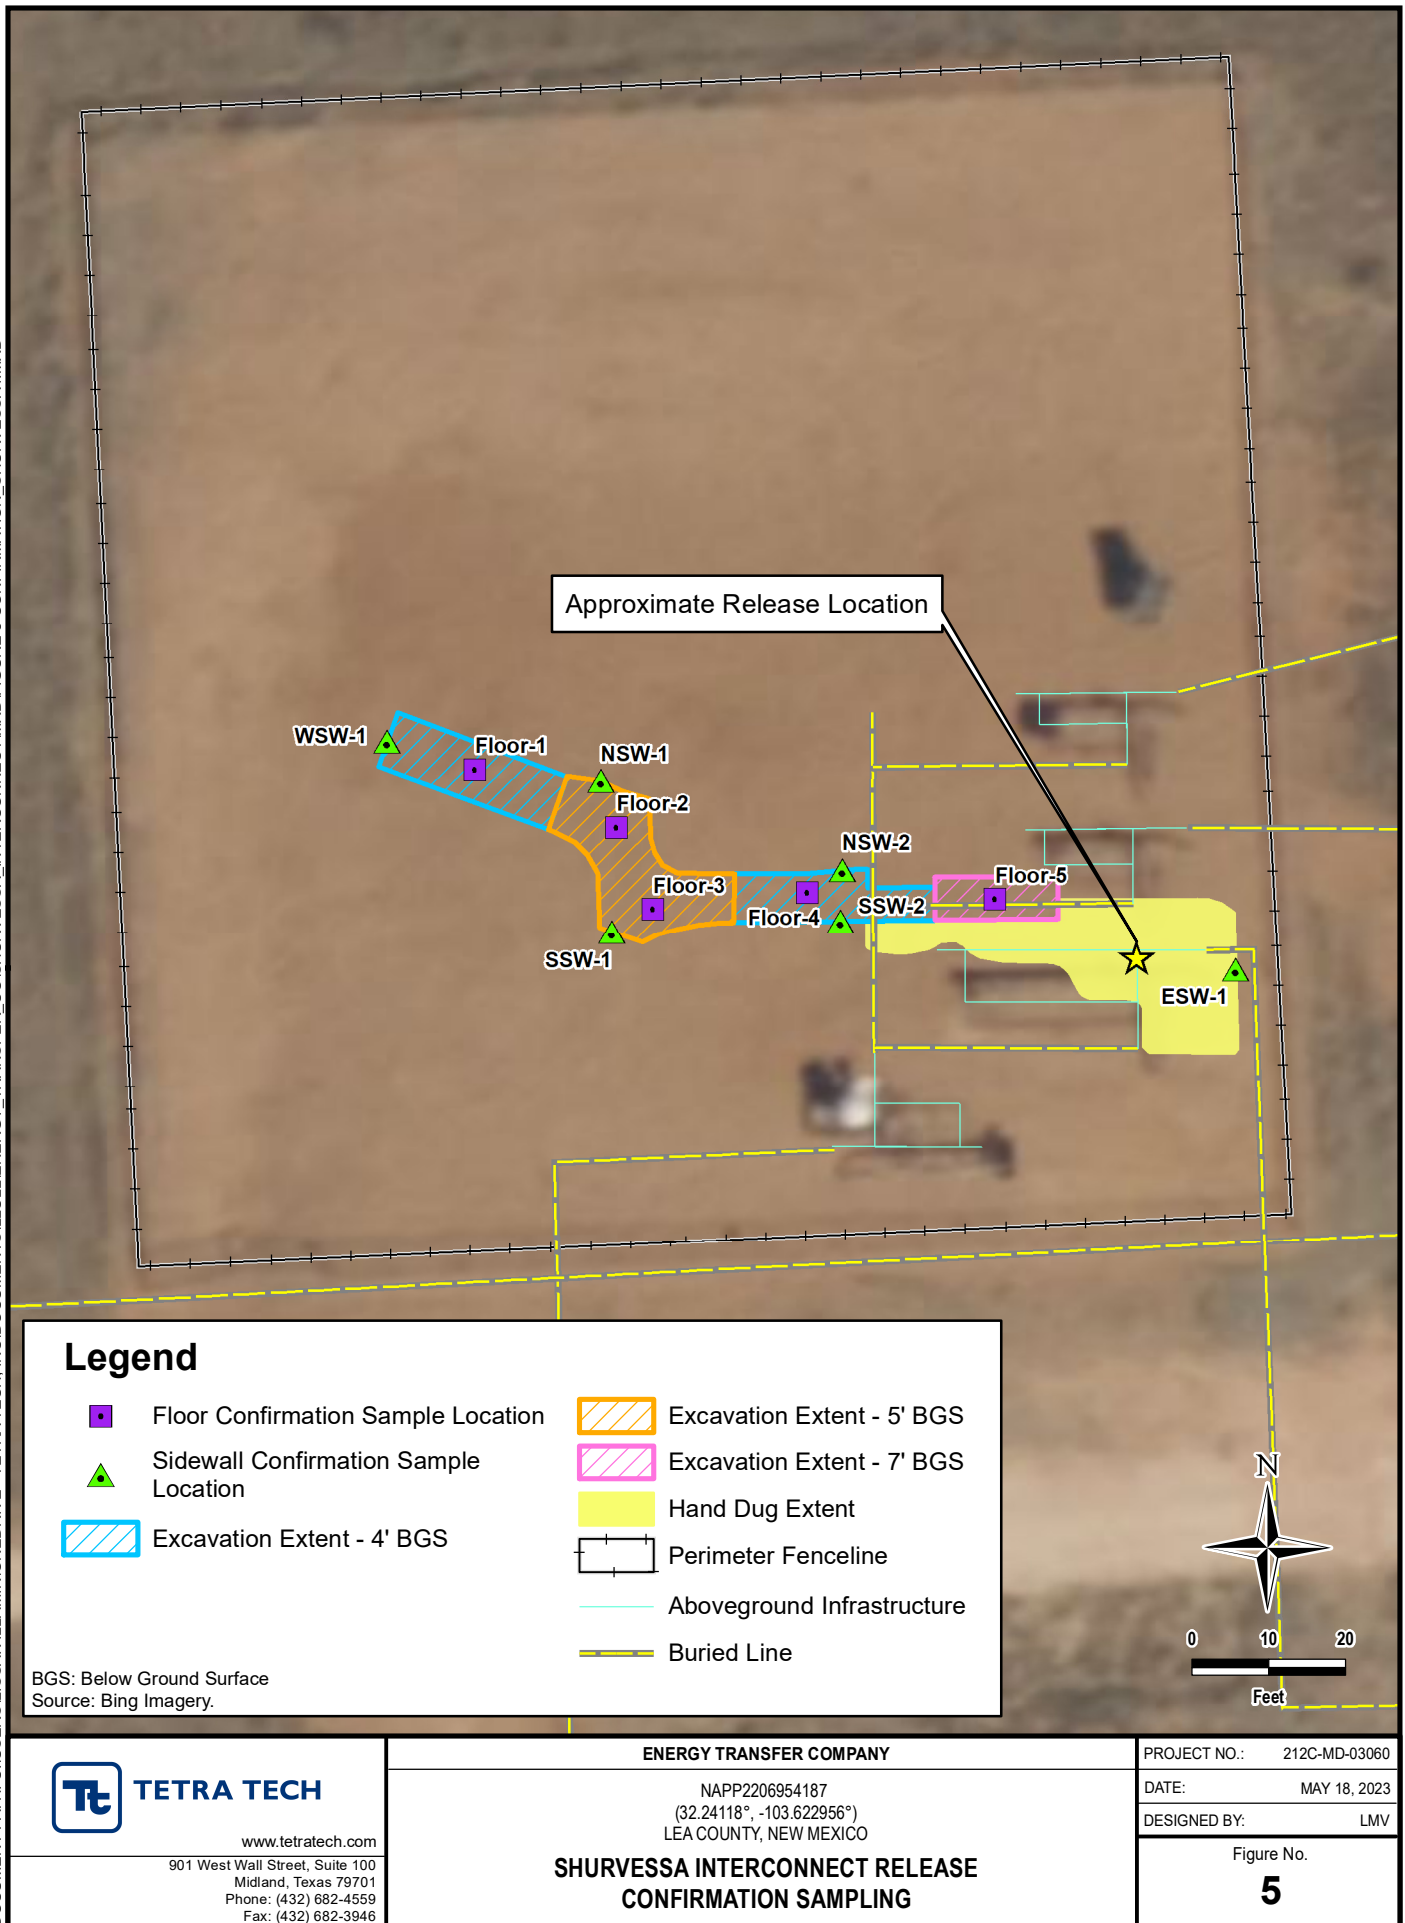 Approximate Release Location
WSW-1
Floor-1
NSW-1
Floor-2
NSW-2
Floor-3
Floor-4
SSW-2
Floor-5
SSW-1
ESW-1
Legend
Floor Confirmation Sample Location
Sidewall Confirmation Sample
Location
Excavation Extent - 4' BGS
Excavation Extent - 5' BGS
Excavation Extent - 7' BGS
Hand Dug Extent
Perimeter Fenceline
Aboveground Infrastructure
Buried Line
BGS: Below Ground Surface
Source: Bing Imagery.
N
0 10 20
Feet
Tt TETRA TECH
www.tetratech.com
901 West Wall Street, Suite 100
Midland, Texas 79701
Phone: (432) 682-4559
Fax: (432) 682-3946
ENERGY TRANSFER COMPANY
NAPP2206954187
(32.24118°, -103.622956°)
LEA COUNTY, NEW MEXICO
SHURVESSA INTERCONNECT RELEASE
CONFIRMATION SAMPLING
PROJECT NO.: 212C-MD-03060
DATE: MAY 18, 2023
DESIGNED BY: LMV
Figure No.
5